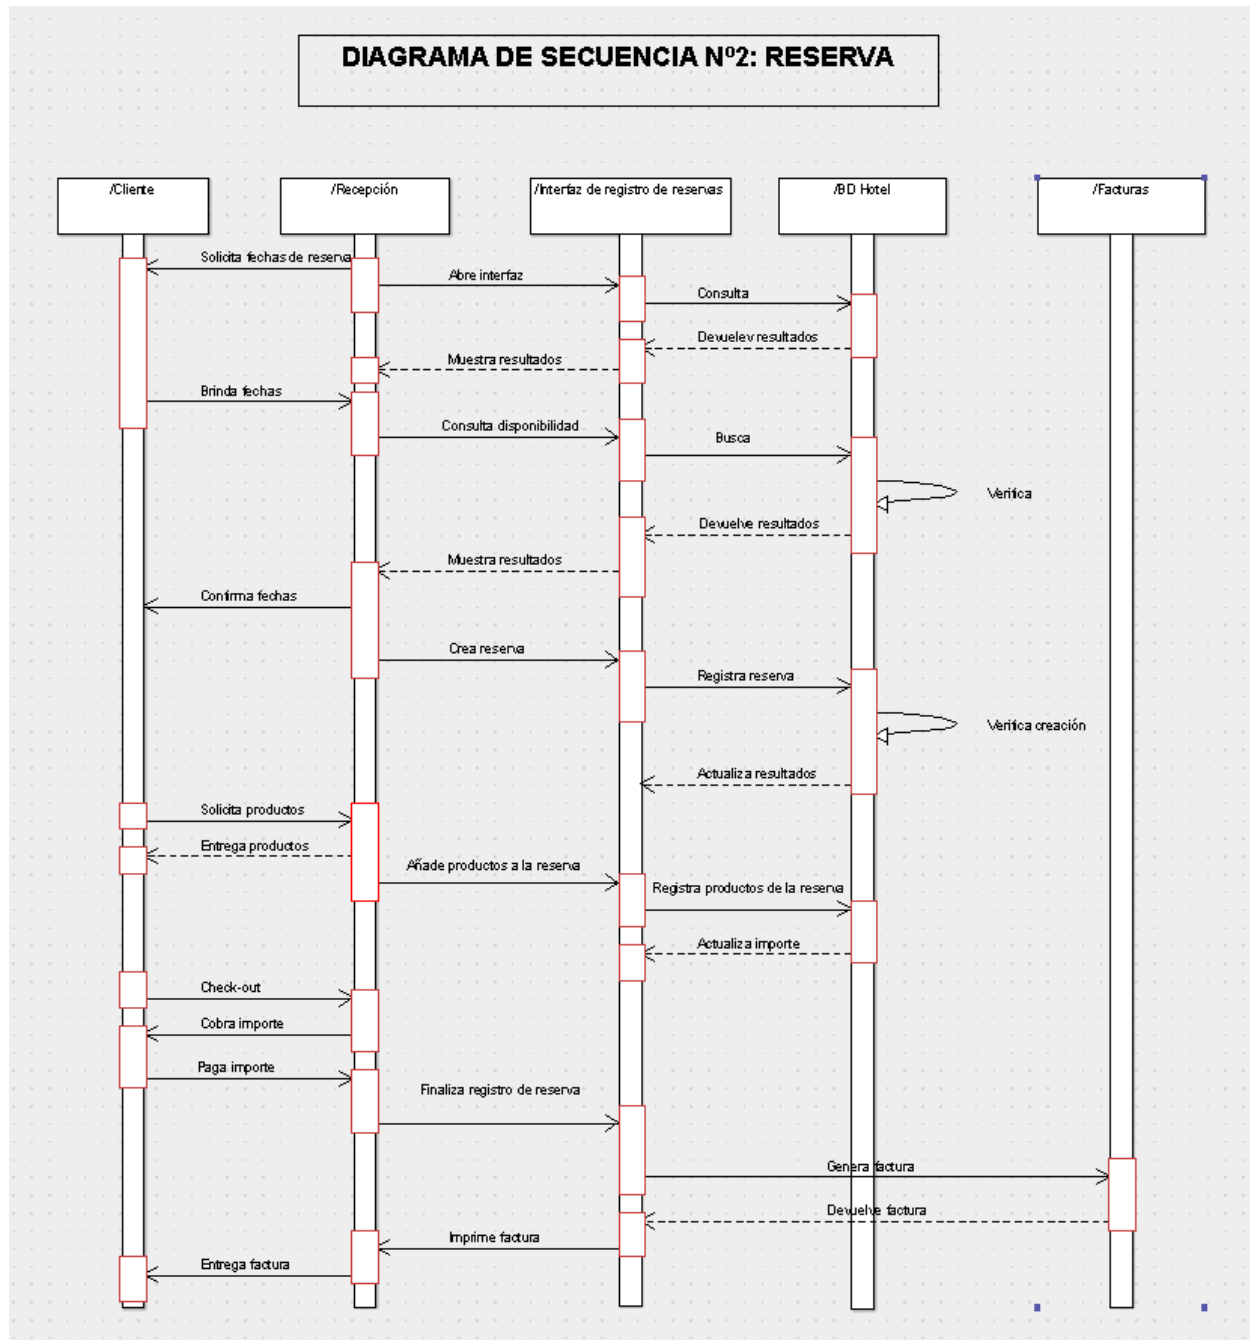 DIAGRAMA DE SECUENCIA Nº2: RESERVA
/Cliente
/Recepción
/Interfaz de registro de reservas
/BD Hotel
/Facturas
Solicita fechas de reserva
Abre interfaz
Consulta
Devuelev resultados
Muestra resultados
Brinda fechas
Consulta disponibilidad
Busca
Verifica
Devuelve resultados
Muestra resultados
Confirma fechas
Crea reserva
Registra reserva
Verifica creación
Actualiza resultados
Solicita productos
Entrega productos
Añade productos a la reserva
Registra productos de la reserva
Actualiza importe
Check-out
Cobra importe
Paga importe
Finaliza registro de reserva
Genera factura
Devuelve factura
Imprime factura
Entrega factura